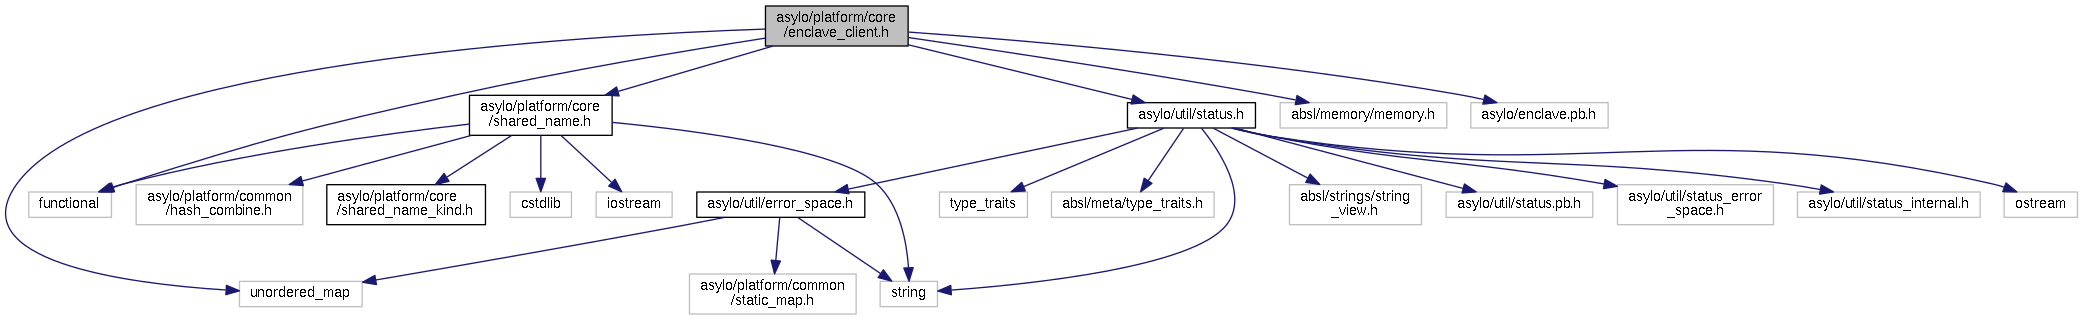 asylo/platform/core
/enclave_client.h
asylo/platform/core
/shared_name.h
asylo/util/status.h
absl/memory/memory.h
asylo/enclave.pb.h
functional
asylo/platform/common
/hash_combine.h
asylo/platform/core
/shared_name_kind.h
cstdlib
iostream
asylo/util/error_space.h
type_traits
absl/meta/type_traits.h
absl/strings/string
_view.h
asylo/util/status.pb.h
asylo/util/status_error
_space.h
asylo/util/status_internal.h
ostream
unordered_map
asylo/platform/common
/static_map.h
string